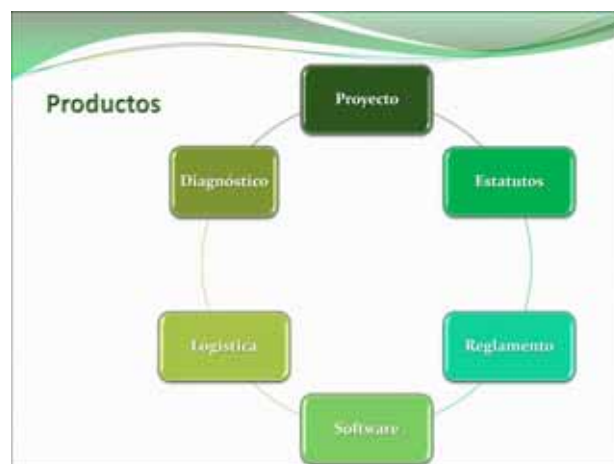 Productos
Proyecto
Estatutos
Reglamento
Software
Logística
Diagnóstico